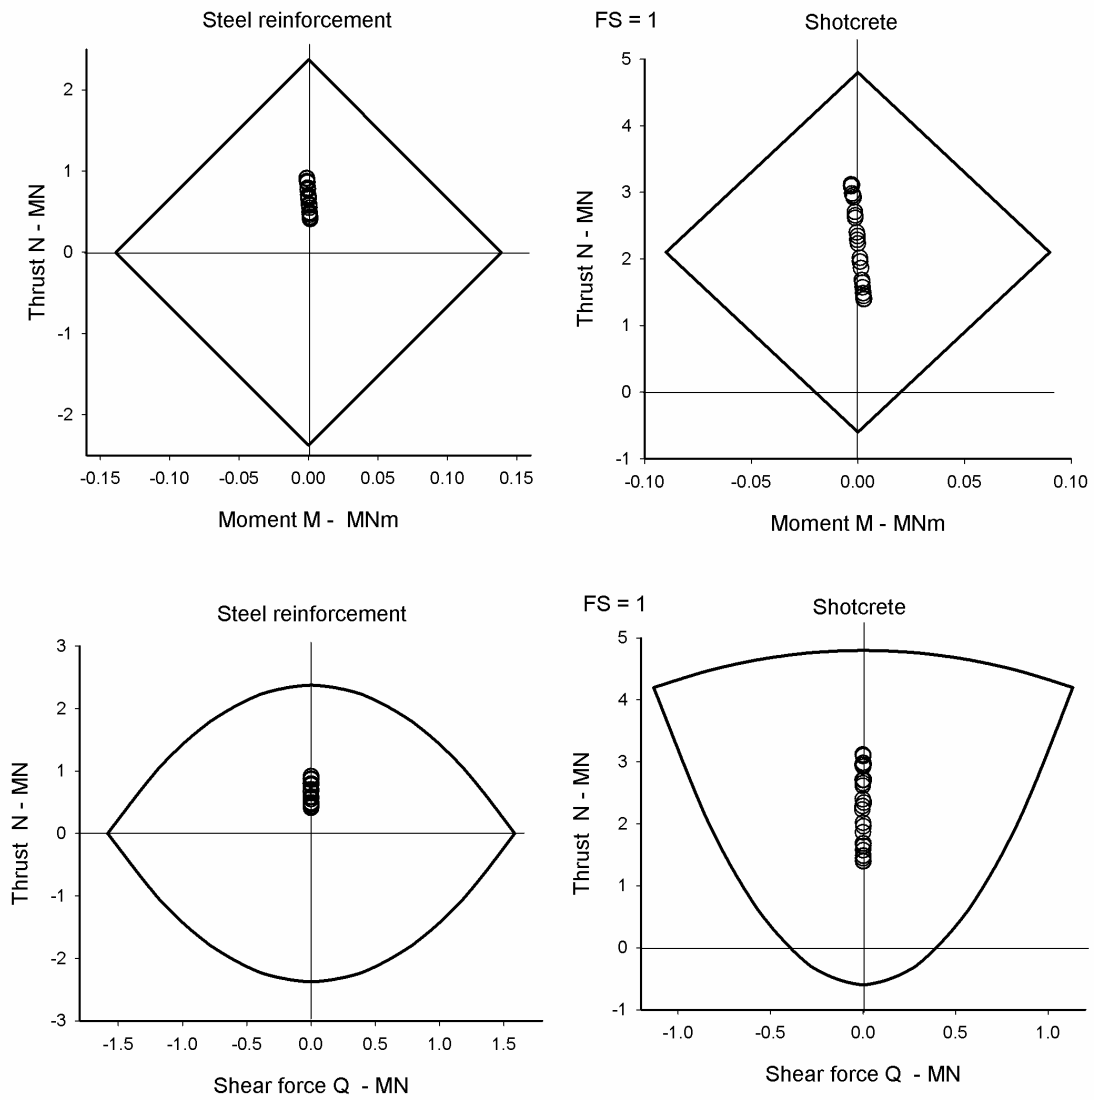 Steel reinforcement
FS = 1
Shotcrete
Thrust N - MN
2
1
0
-1
-2
-0.15 -0.10 -0.05 0.00 0.05 0.10 0.15
Moment M - MNm
Thrust N - MN
5
4
3
2
1
0
-1
-0.10 -0.05 0.00 0.05 0.10
Moment M - MNm
Steel reinforcement
FS = 1
Shotcrete
Thrust N - MN
3
2
1
0
-1
-2
-3
-1.5 -1.0 -0.5 0.0 0.5 1.0 1.5
Shear force Q - MN
Thrust N - MN
5
4
3
2
1
0
-1
-1.0 -0.5 0.0 0.5 1.0
Shear force Q - MN